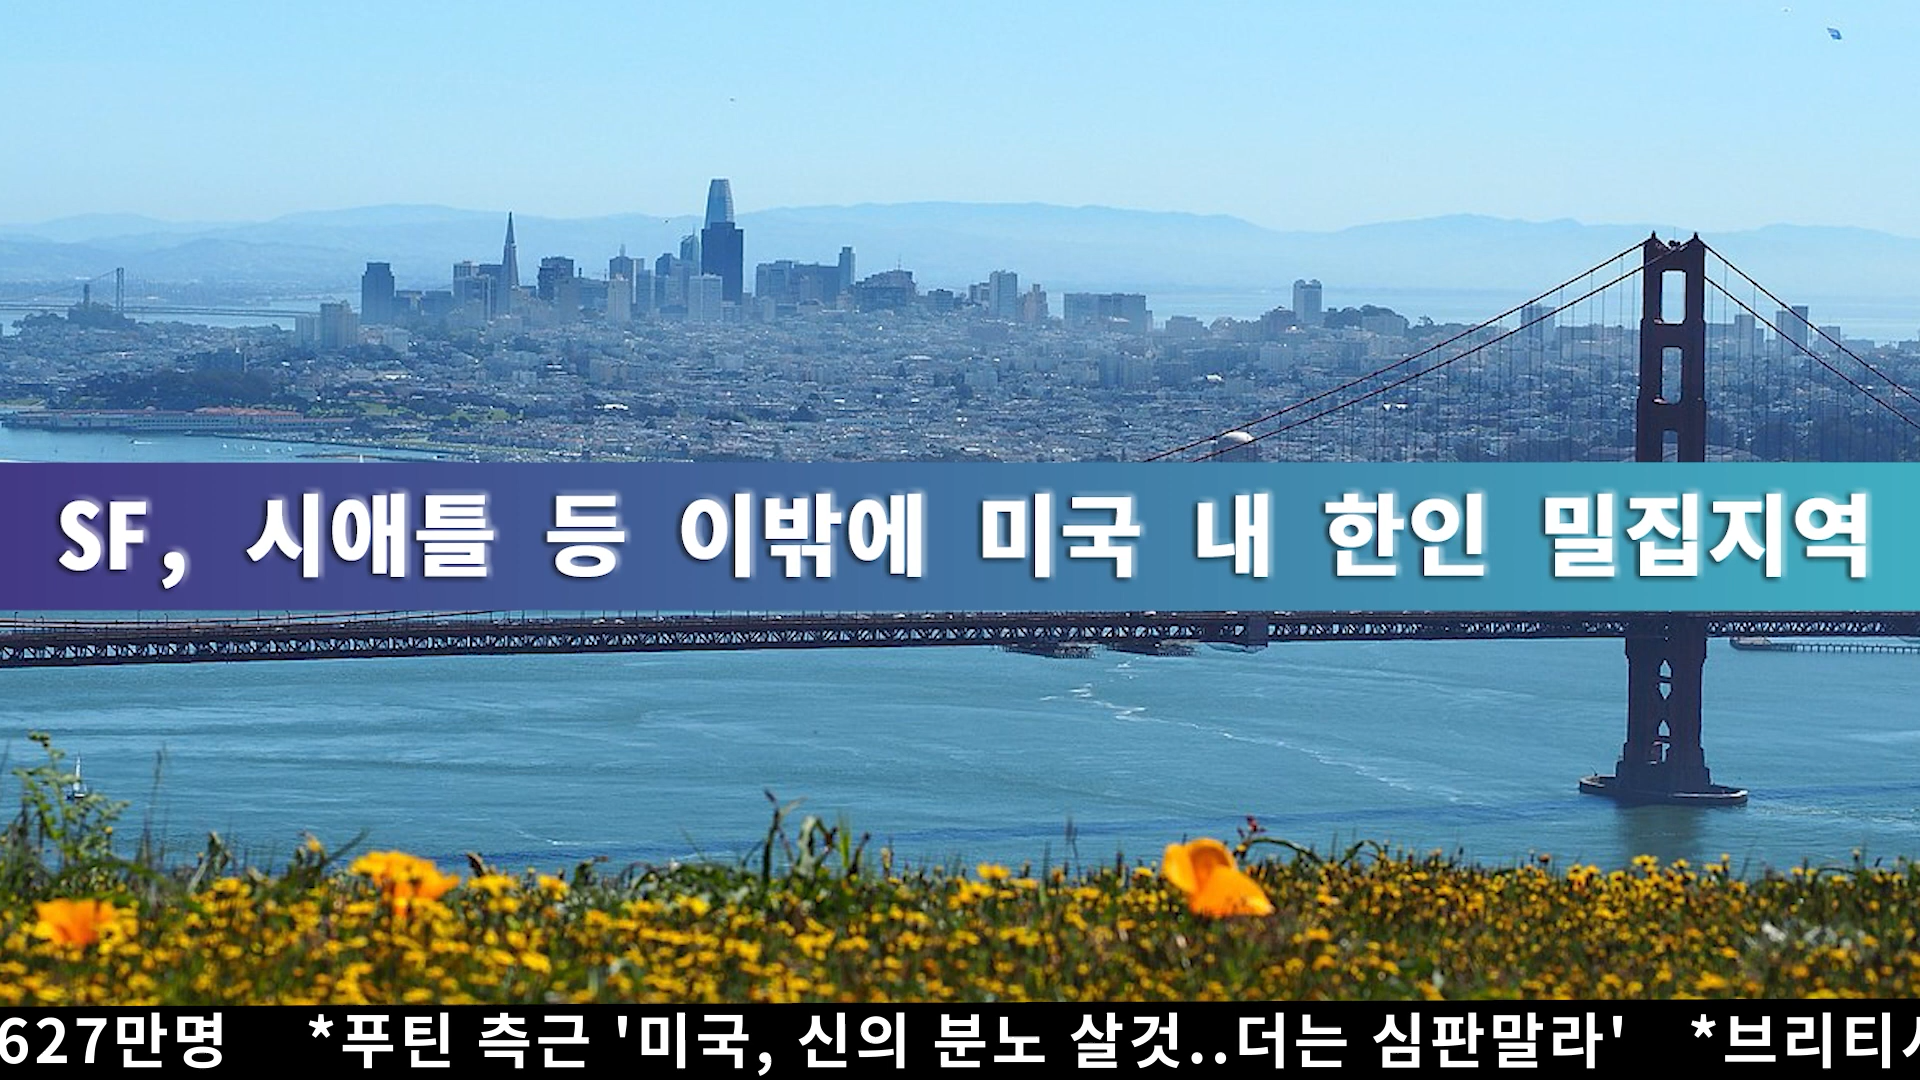 SF, 시애틀 등 이밖에 미국 내 한인 밀집지역
627만명 *푸틴 측근 '미국, 신의 분노 살것..더는 심판말라' *브리티시